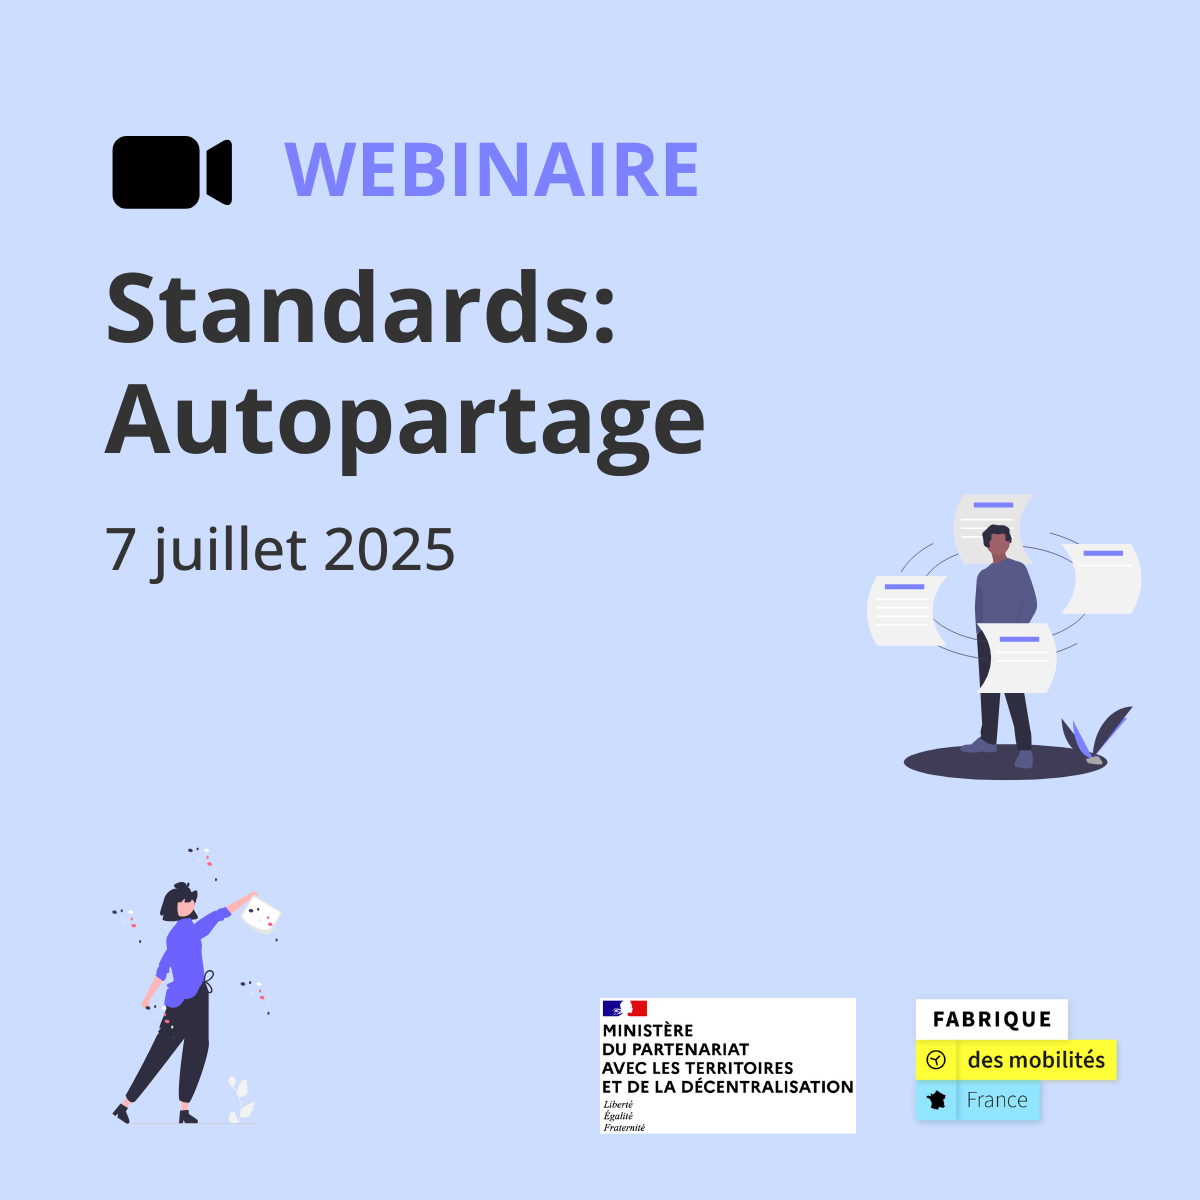 WEBINAIRE
Standards:
Autopartage
7 juillet 2025
MINISTÈRE
DU PARTENARIAT
AVEC LES TERRITOIRES
ET DE LA DÉCENTRALISATION
Liberté
Égalité
Fraternité
FABRIQUE
des mobilités
France